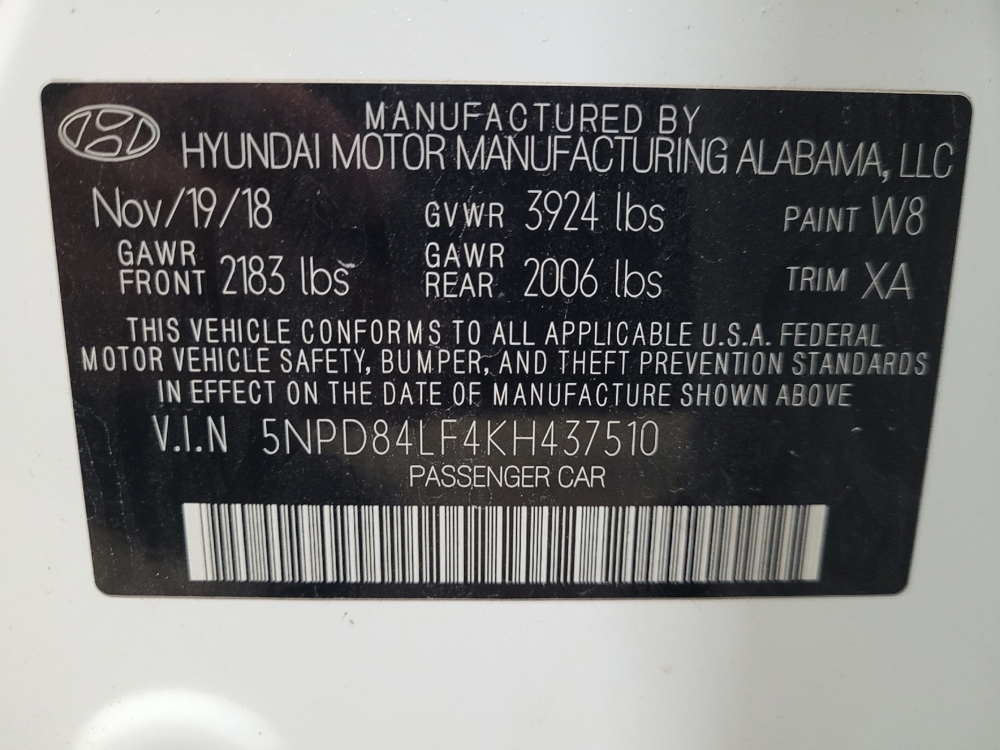 MANUFACTURED BY
HYUNDAI MOTOR MANUFACTURING ALABAMA, LLC
Nov/19/18 GVWR 3924 lbs PAINT W8
GAWR FRONT 2183 lbs GAWR REAR 2006 lbs TRIM XA
THIS VEHICLE CONFORMS TO ALL APPLICABLE U.S.A. FEDERAL
MOTOR VEHICLE SAFETY, BUMPER, AND THEFT PREVENTION STANDARDS
IN EFFECT ON THE DATE OF MANUFACTURE SHOWN ABOVE
V.I.N 5NPD84LF4KH437510
PASSENGER CAR